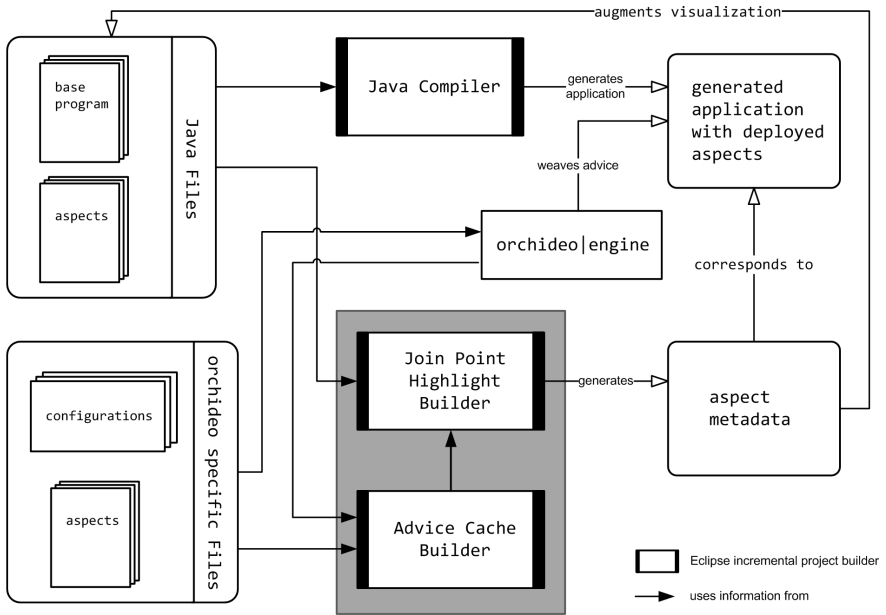 augments visualization
base
program
aspects
Java Files
Java Compiler
generates
application
generated
application
with deployed
aspects
weaves advice
orchideo|engine
corresponds to
configurations
aspects
orchideo specific Files
Join Point
Highlight
Builder
generates
aspect
metadata
Advice Cache
Builder
Eclipse incremental project builder
uses information from